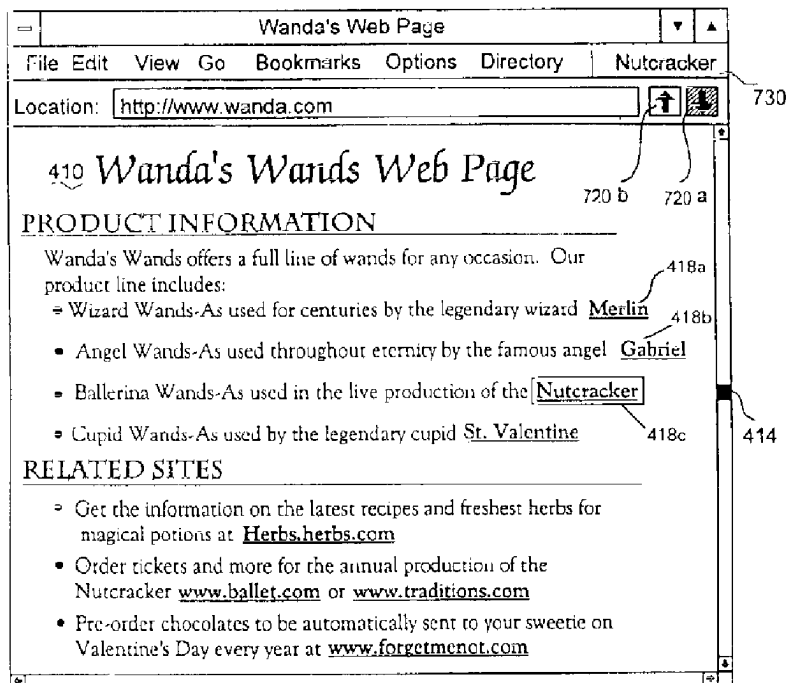 Wanda's Web Page
File Edit View Go Bookmarks Options Directory Nutcracker
730
Location: http://www.wanda.com
410 Wanda's Wands Web Page
720 b 720 a
PRODUCT INFORMATION
Wanda's Wands offers a full line of wands for any occasion. Our
product line includes:
418a
Wizard Wands-As used for centuries by the legendary wizard Merlin
418b
• Angel Wands-As used throughout eternity by the famous angel Gabriel
• Ballerina Wands-As used in the live production of the Nutcracker
414
• Cupid Wands-As used by the legendary cupid St. Valentine
418c
RELATED SITES
• Get the information on the latest recipes and freshest herbs for
magical potions at Herbs.herbs.com
• Order tickets and more for the annual production of the
Nutcracker www.ballet.com or www.traditions.com
• Pre-order chocolates to be automatically sent to your sweetie on
Valentine's Day every year at www.forgetmenot.com